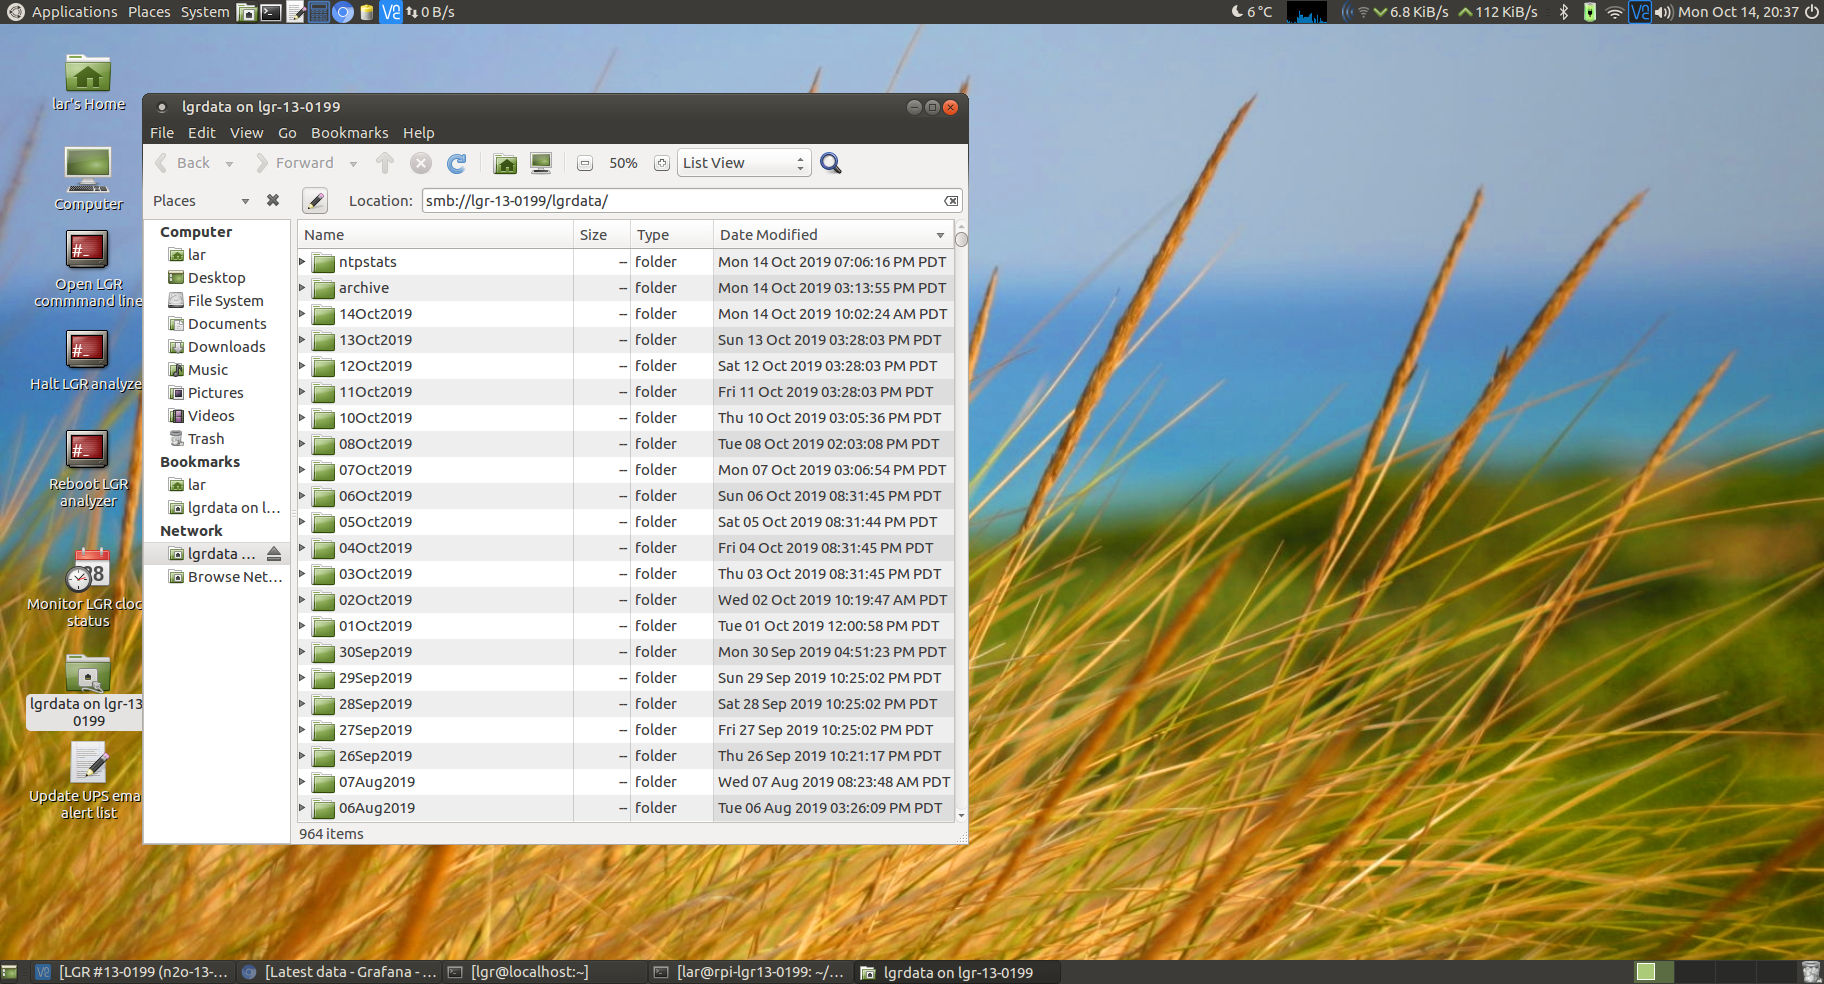 Applications Places System 0 B/s 6 °C 6.8 KiB/s 112 KiB/s Mon Oct 14, 20:37
lar's Home
Computer
Open LGR
commmand line
Halt LGR analyze
Reboot LGR
analyzer
28
Monitor LGR cloc
status
lgrdata on lgr-13
0199
Update UPS ema
alert list
lgrdata on lgr-13-0199
File Edit View Go Bookmarks Help
Back Forward 50% List View
Places Location: smb://lgr-13-0199/lgrdata/
Computer
lar
Desktop
File System
Documents
Downloads
Music
Pictures
Videos
Trash
Bookmarks
lar
lgrdata on l...
Network
lgrdata ...
Browse Net...
Name Size Type Date Modified
ntpstats -- folder Mon 14 Oct 2019 07:06:16 PM PDT
archive -- folder Mon 14 Oct 2019 03:13:55 PM PDT
14Oct2019 -- folder Mon 14 Oct 2019 10:02:24 AM PDT
13Oct2019 -- folder Sun 13 Oct 2019 03:28:03 PM PDT
12Oct2019 -- folder Sat 12 Oct 2019 03:28:03 PM PDT
11Oct2019 -- folder Fri 11 Oct 2019 03:28:03 PM PDT
10Oct2019 -- folder Thu 10 Oct 2019 03:05:36 PM PDT
08Oct2019 -- folder Tue 08 Oct 2019 02:03:08 PM PDT
07Oct2019 -- folder Mon 07 Oct 2019 03:06:54 PM PDT
06Oct2019 -- folder Sun 06 Oct 2019 08:31:45 PM PDT
05Oct2019 -- folder Sat 05 Oct 2019 08:31:44 PM PDT
04Oct2019 -- folder Fri 04 Oct 2019 08:31:45 PM PDT
03Oct2019 -- folder Thu 03 Oct 2019 08:31:45 PM PDT
02Oct2019 -- folder Wed 02 Oct 2019 10:19:47 AM PDT
01Oct2019 -- folder Tue 01 Oct 2019 12:00:58 PM PDT
30Sep2019 -- folder Mon 30 Sep 2019 04:51:23 PM PDT
29Sep2019 -- folder Sun 29 Sep 2019 10:25:02 PM PDT
28Sep2019 -- folder Sat 28 Sep 2019 10:25:02 PM PDT
27Sep2019 -- folder Fri 27 Sep 2019 10:25:02 PM PDT
26Sep2019 -- folder Thu 26 Sep 2019 10:21:17 PM PDT
07Aug2019 -- folder Wed 07 Aug 2019 08:23:48 AM PDT
06Aug2019 -- folder Tue 06 Aug 2019 03:26:09 PM PDT
964 items
[LGR #13-0199 (n2o-13-... [Latest data - Grafana - ... [lgr@localhost:~] [lar@rpi-lgr13-0199: ~/... lgrdata on lgr-13-0199